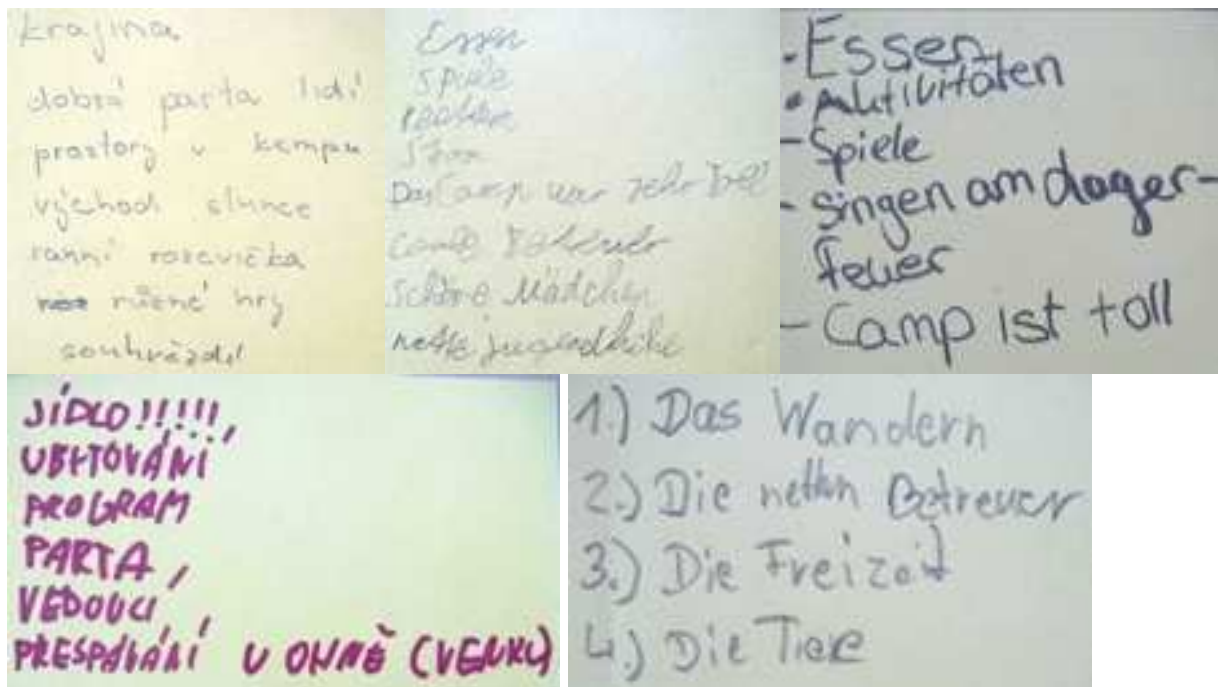 krajina
dobrá parta lidí
prostory v kempu
východ slunce
ranní rozcvička
různé hry
souhvězdí
Essen
Spiele
Das Camp war sehr toll
Schöne Mädchen
nette
- Essen
- Aktivitäten
- Spiele
- singen am Lager-
feuer
- Camp ist toll
JÍDLO!!!!!,
UBYTOVÁNÍ
PROGRAM
PARTA,
VEDOUCÍ,
PŘESPÁVÁNÍ U OHNĚ (VENKU)
1.) Das Wandern
2.) Die netten Betreuer
3.) Die Freizeit
4.) Die Tiere